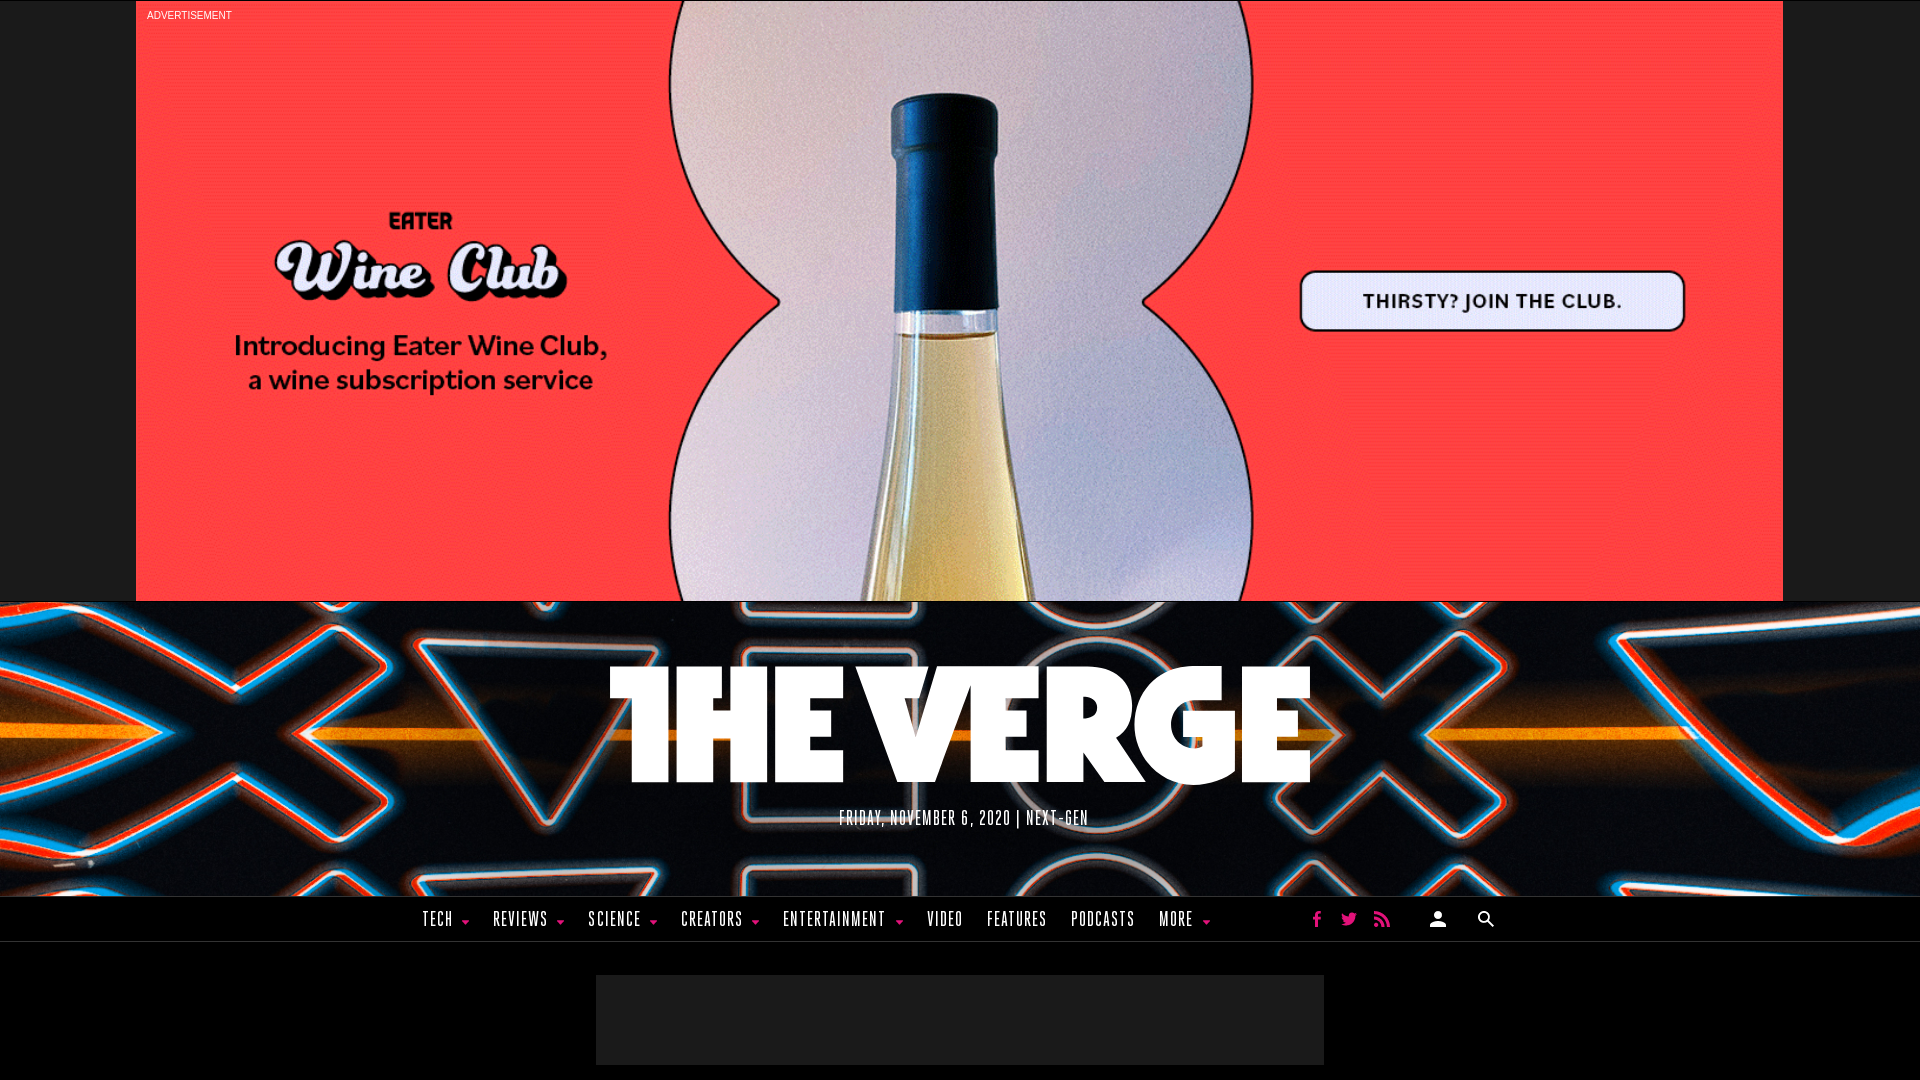 ADVERTISEMENT
EATER
Wine Club
Introducing Eater Wine Club,
a wine subscription service
THIRSTY? JOIN THE CLUB.
THE VERGE
FRIDAY, NOVEMBER 6, 2020 | NEXT-GEN
TECH REVIEWS SCIENCE CREATORS ENTERTAINMENT VIDEO FEATURES PODCASTS MORE